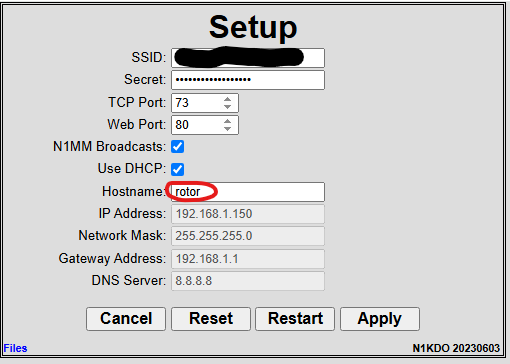 Setup
SSID:
Secret: ••••••••••••••••••
TCP Port: 73
Web Port: 80
N1MM Broadcasts:
Use DHCP:
Hostname: rotor
IP Address: 192.168.1.150
Network Mask: 255.255.255.0
Gateway Address: 192.168.1.1
DNS Server: 8.8.8.8
Cancel Reset Restart Apply
Files N1KDO 20230603